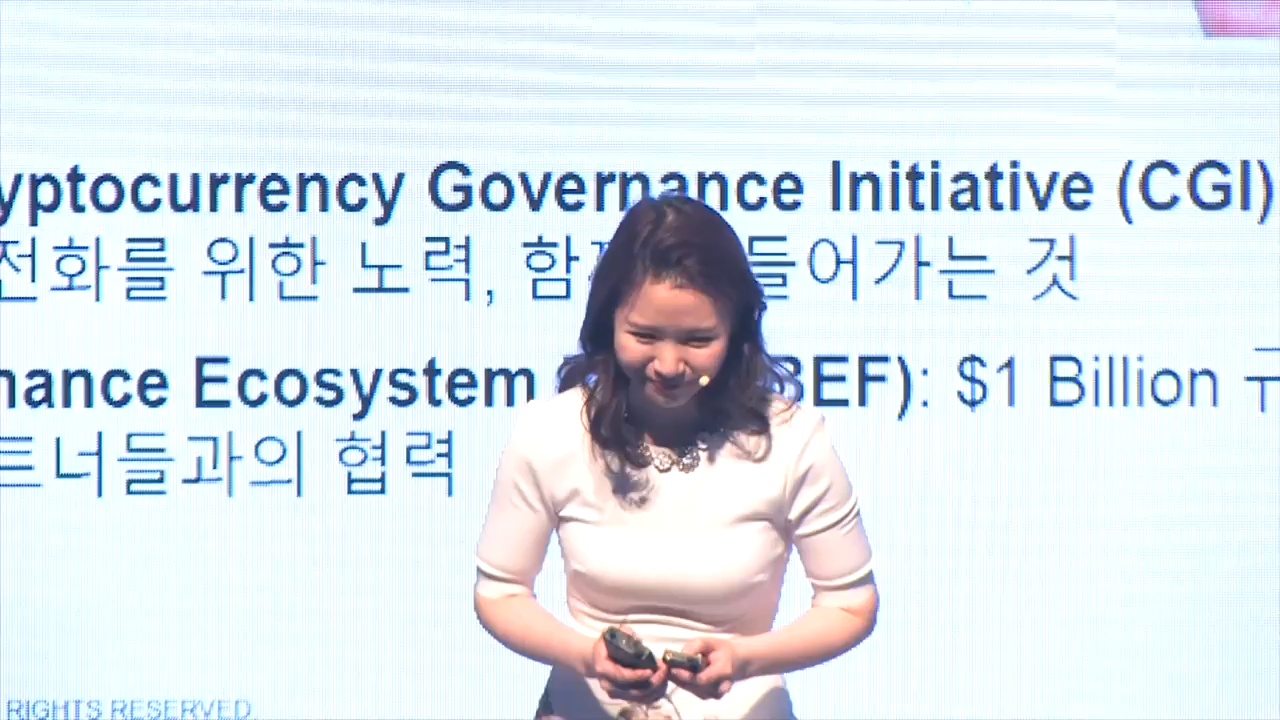 yptocurrency Governance Initiative (CGI)
전화를 위한 노력, 함 들어가는 것
nance Ecosystem BEF): $1 Billion
트너들과의 협력
RIGHTS RESERVED.